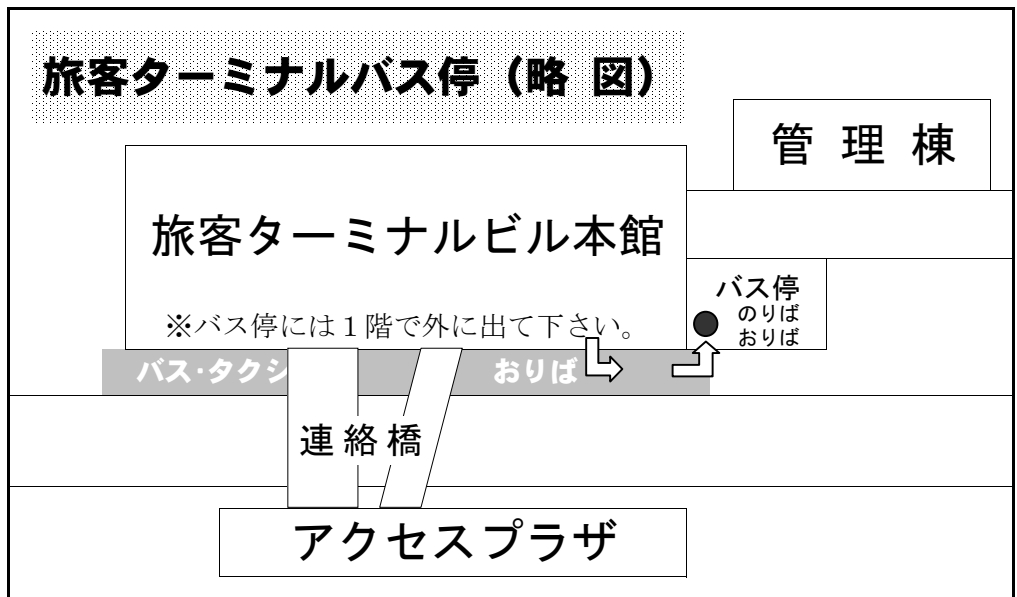 旅客ターミナルバス停（略 図）
管 理 棟
旅客ターミナルビル本館
バス停
のりば
おりば
※バス停には１階で外に出て下さい。
バス・タクシ
おりば
連絡橋
アクセスプラザ